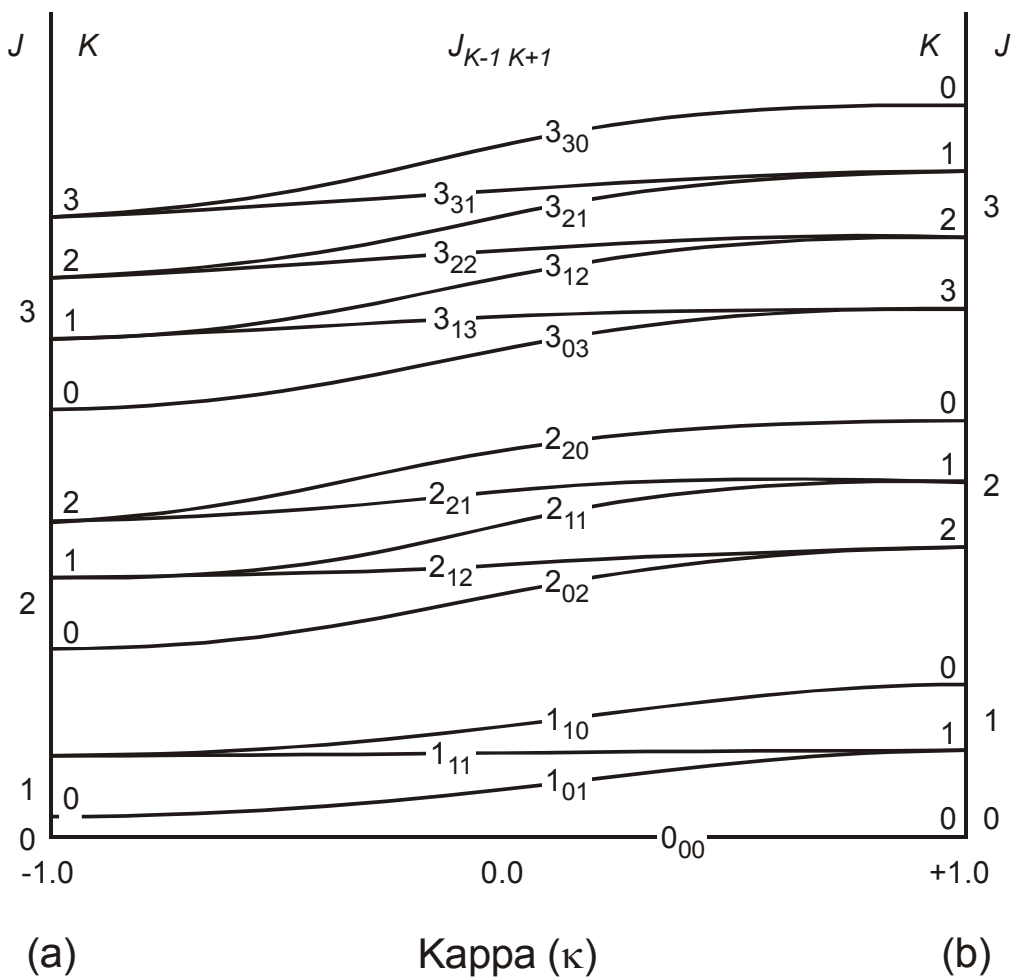 J K J_{K-1 K+1} K J
0
3_{30}
1
3 3_{31} 3_{21} 3
2
2 3_{22} 3_{12}
3 1 3_{13} 3
3_{03}
0 0
2_{20}
1
2 2_{21} 2_{11} 2
1 2_{12} 2
2 2_{02}
0
0
1_{10} 1
1_{11} 1
1 0 1_{01}
0 0_{00} 0 0
-1.0 0.0 +1.0
(a) Kappa (κ) (b)